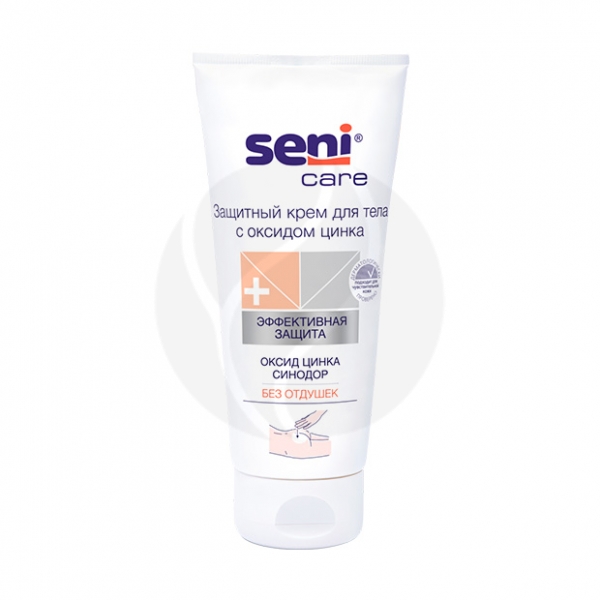 seni®
care
Защитный крем для тела
с оксидом цинка
ЭФФЕКТИВНАЯ
ЗАЩИТА
ОКСИД ЦИНКА
СИНОДОР
БЕЗ ОТДУШЕК